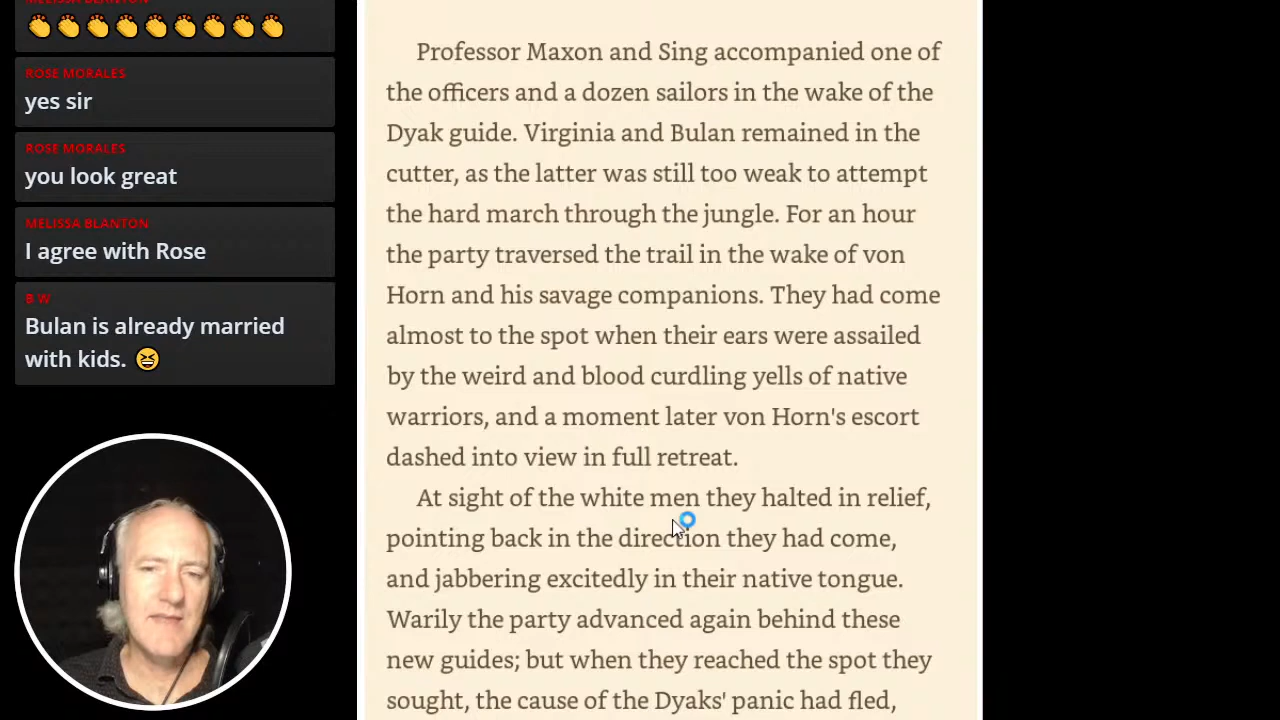 MELISSA BLANTON
👏👏👏👏👏👏👏👏👏
ROSE MORALES
yes sir
ROSE MORALES
you look great
MELISSA BLANTON
I agree with Rose
B W
Bulan is already married
with kids. 😆
Professor Maxon and Sing accompanied one of
the officers and a dozen sailors in the wake of the
Dyak guide. Virginia and Bulan remained in the
cutter, as the latter was still too weak to attempt
the hard march through the jungle. For an hour
the party traversed the trail in the wake of von
Horn and his savage companions. They had come
almost to the spot when their ears were assailed
by the weird and blood curdling yells of native
warriors, and a moment later von Horn's escort
dashed into view in full retreat.
At sight of the white men they halted in relief,
pointing back in the direction they had come,
and jabbering excitedly in their native tongue.
Warily the party advanced again behind these
new guides; but when they reached the spot they
sought, the cause of the Dyaks' panic had fled,